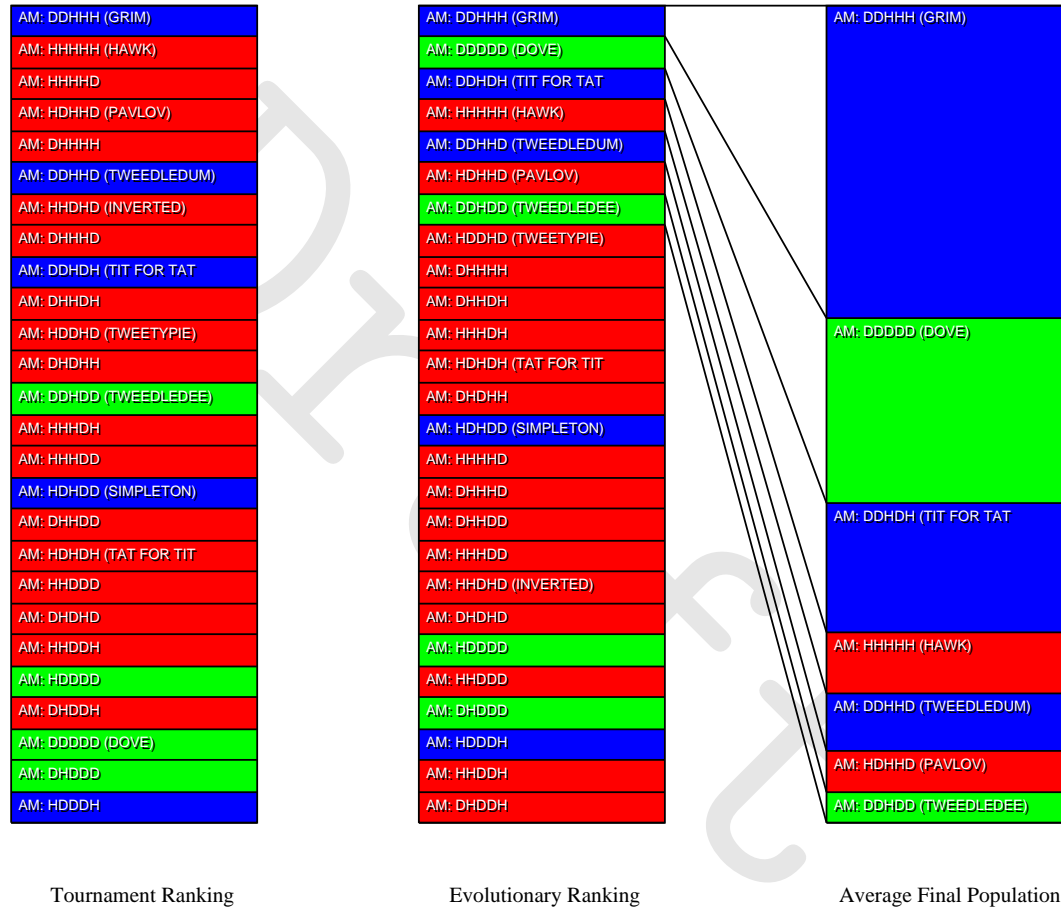 AM: DDHHH (GRIM)
AM: HHHHH (HAWK)
AM: HHHHD
AM: HDHHD (PAVLOV)
AM: DHHHH
AM: DDHHD (TWEEDLEDUM)
AM: HHDHD (INVERTED)
AM: DHHHD
AM: DDHDH (TIT FOR TAT
AM: DHHDH
AM: HDDHD (TWEETYPIE)
AM: DHDHH
AM: DDHDD (TWEEDLEDEE)
AM: HHHDH
AM: HHHDD
AM: HDHDD (SIMPLETON)
AM: DHHDD
AM: HDHDH (TAT FOR TIT
AM: HHDDD
AM: DHDHD
AM: HHDDH
AM: HDDDD
AM: DHDDH
AM: DDDDD (DOVE)
AM: DHDDD
AM: HDDDH
Tournament Ranking
AM: DDHHH (GRIM)
AM: DDDDD (DOVE)
AM: DDHDH (TIT FOR TAT
AM: HHHHH (HAWK)
AM: DDHHD (TWEEDLEDUM)
AM: HDHHD (PAVLOV)
AM: DDHDD (TWEEDLEDEE)
AM: HDDHD (TWEETYPIE)
AM: DHHHH
AM: DHHDH
AM: HHHDH
AM: HDHDH (TAT FOR TIT
AM: DHDHH
AM: HDHDD (SIMPLETON)
AM: HHHHD
AM: DHHHD
AM: DHHDD
AM: HHHDD
AM: HHDHD (INVERTED)
AM: DHDHD
AM: HDDDD
AM: HHDDD
AM: DHDDD
AM: HDDDH
AM: HHDDH
AM: DHDDH
Evolutionary Ranking
AM: DDHHH (GRIM)
AM: DDDDD (DOVE)
AM: DDHDH (TIT FOR TAT
AM: HHHHH (HAWK)
AM: DDHHD (TWEEDLEDUM)
AM: HDHHD (PAVLOV)
AM: DDHDD (TWEEDLEDEE)
Average Final Population
Draft